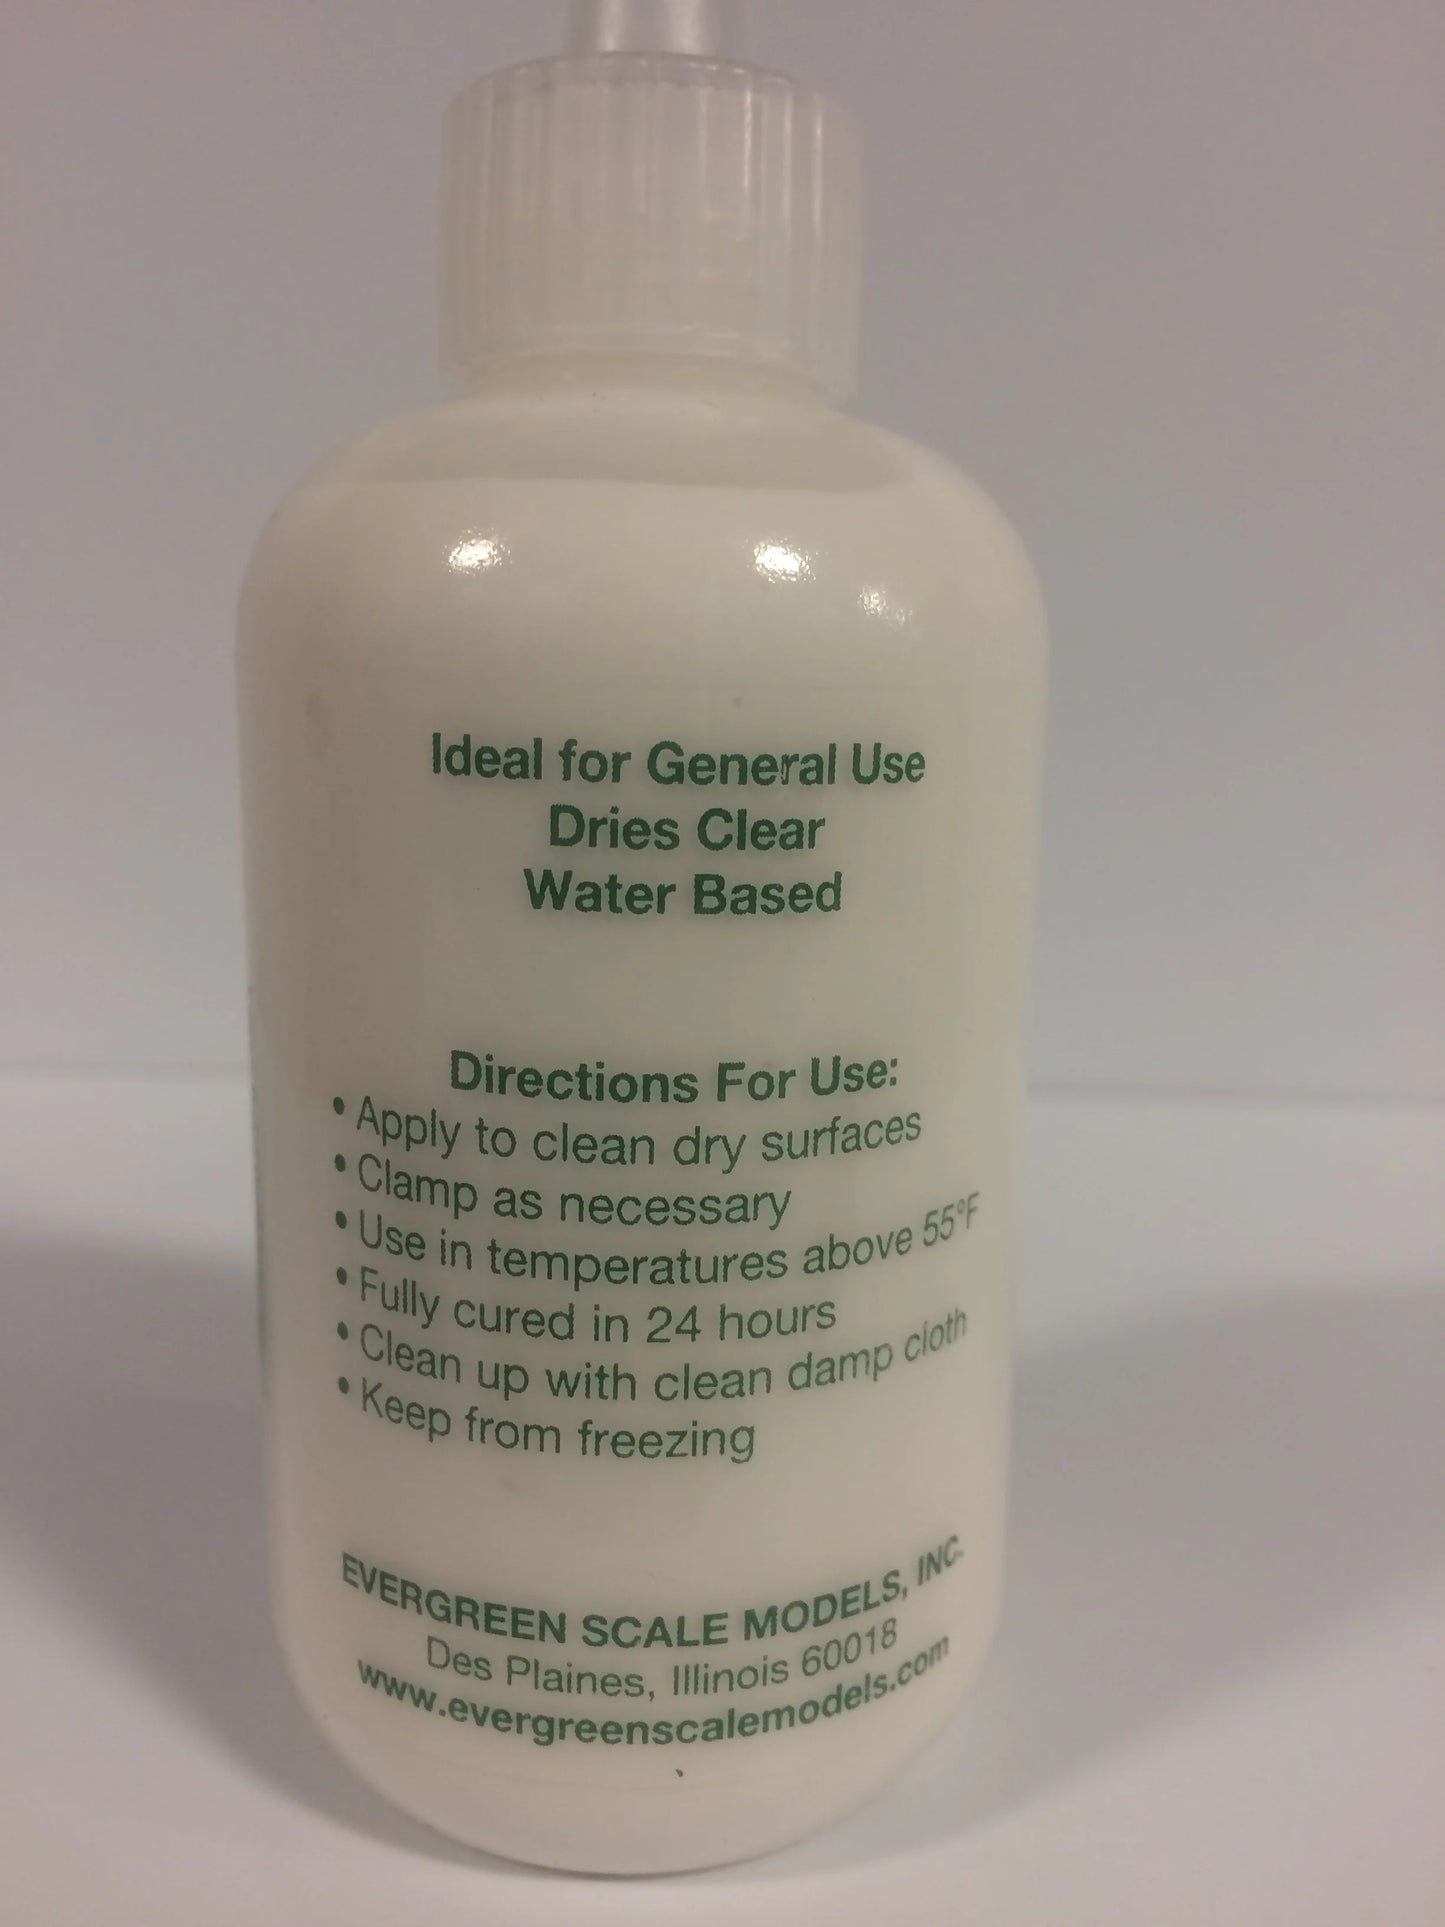 Ideal for General Use
Dries Clear
Water Based
Directions For Use:
• Apply to clean dry surfaces
• Clamp as necessary
• Use in temperatures above 55°F
• Fully cured in 24 hours
• Clean up with clean damp cloth
• Keep from freezing
EVERGREEN SCALE MODELS, INC.
Des Plaines, Illinois 60018
www.evergreenscalemodels.com